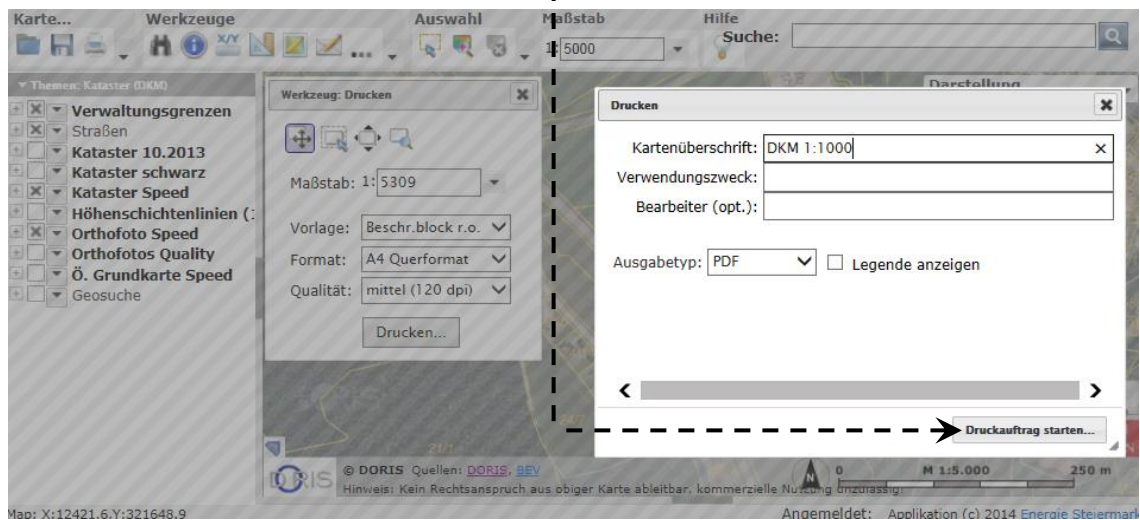 Karte... Werkzeuge Auswahl Maßstab Hilfe
1: 5000 Suche:
Themen: Kataster (DKM)
Verwaltungsgrenzen
Straßen
Kataster 10.2013
Kataster schwarz
Kataster Speed
Höhenschichtenlinien (
Orthofoto Speed
Orthofotos Quality
Ö. Grundkarte Speed
Geosuche
Werkzeug: Drucken
Maßstab: 1: 5309
Vorlage: Beschr.block r.o.
Format: A4 Querformat
Qualität: mittel (120 dpi)
Drucken...
Darstellung
Drucken
Kartenüberschrift: DKM 1:1000
Verwendungszweck:
Bearbeiter (opt.):
Ausgabetyp: PDF Legende anzeigen
Druckauftrag starten...
DORIS
© DORIS Quellen: DORIS, BEV
Hinweis: Kein Rechtsanspruch aus obiger Karte ableitbar, kommerzielle Nutzung unzulässig!
N
0 M 1:5.000 250 m
Map: X:12421.6,Y:321648.9
Angemeldet: Applikation (c) 2014 Energie Steiermark